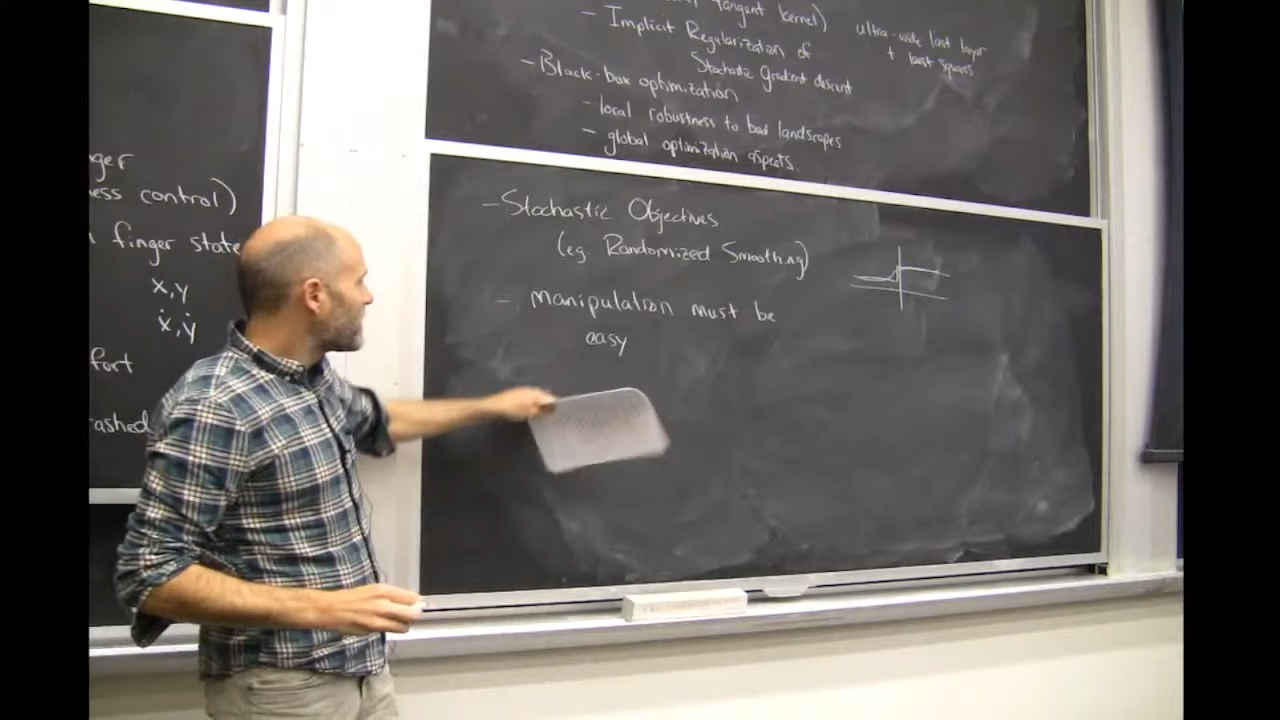 nger
ness control)
finger state
x,y
ẋ,ẏ
fort
ashed
tangent kernel)
- Implicit Regularization of
Stochastic Gradient descent
ultra-wide last layer
+ least squares
- Black-box optimization
- local robustness to bad landscapes
- global optimization aspects.
- Stochastic Objectives
(eg. Randomized Smoothing)
- Manipulation must be
easy